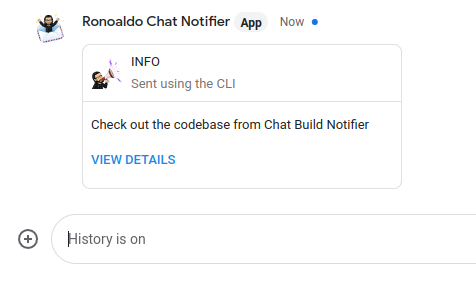 Ronoaldo Chat Notifier App Now
INFO
Sent using the CLI
Check out the codebase from Chat Build Notifier
VIEW DETAILS
History is on